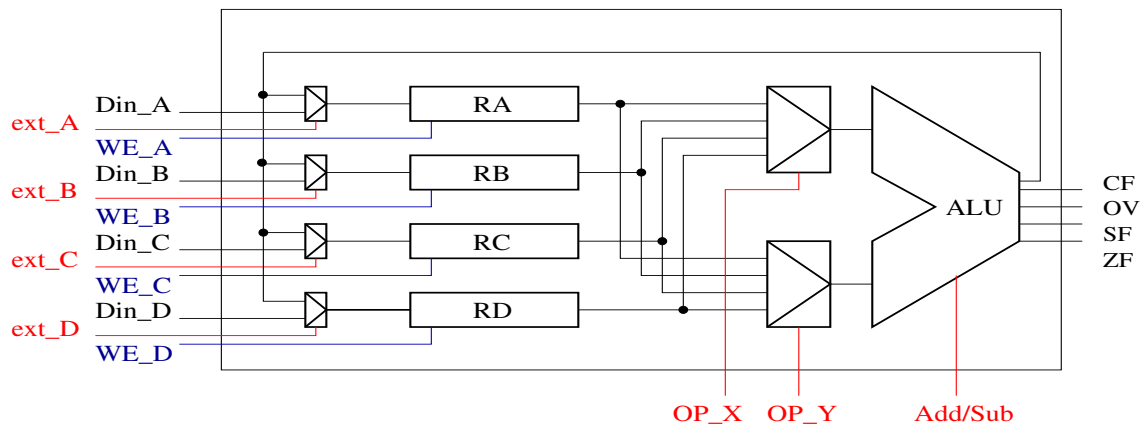 Din_A
ext_A
WE_A
RA
Din_B
ext_B
WE_B
RB
Din_C
ext_C
WE_C
RC
Din_D
ext_D
WE_D
RD
ALU
CF
OV
SF
ZF
OP_X OP_Y Add/Sub